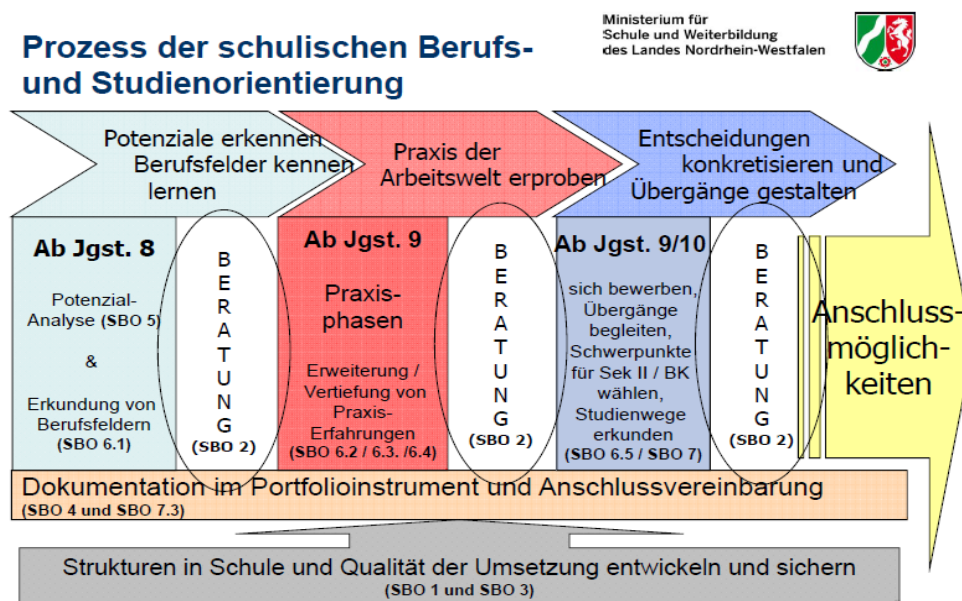 Prozess der schulischen Berufs-
und Studienorientierung
Ministerium für
Schule und Weiterbildung
des Landes Nordrhein-Westfalen
Potenziale erkennen
Berufsfelder kennen
lernen
Praxis der
Arbeitswelt erproben
Entscheidungen
konkretisieren und
Übergänge gestalten
Ab Jgst. 8
Potenzial-
Analyse (SBO 5)
&
Erkundung von
Berufsfeldern
(SBO 6.1)
B
E
R
A
T
U
N
G
(SBO 2)
Ab Jgst. 9
Praxis-
phasen
Erweiterung /
Vertiefung von
Praxis-
Erfahrungen
(SBO 6.2 / 6.3. /6.4)
B
E
R
A
T
U
N
G
(SBO 2)
Ab Jgst. 9/10
sich bewerben,
Übergänge
begleiten,
Schwerpunkte
für Sek II / BK
wählen,
Studienwege
erkunden
(SBO 6.5 / SBO 7)
B
E
R
A
T
U
N
G
(SBO 2)
Anschluss-
möglich-
keiten
Dokumentation im Portfolioinstrument und Anschlussvereinbarung
(SBO 4 und SBO 7.3)
Strukturen in Schule und Qualität der Umsetzung entwickeln und sichern
(SBO 1 und SBO 3)